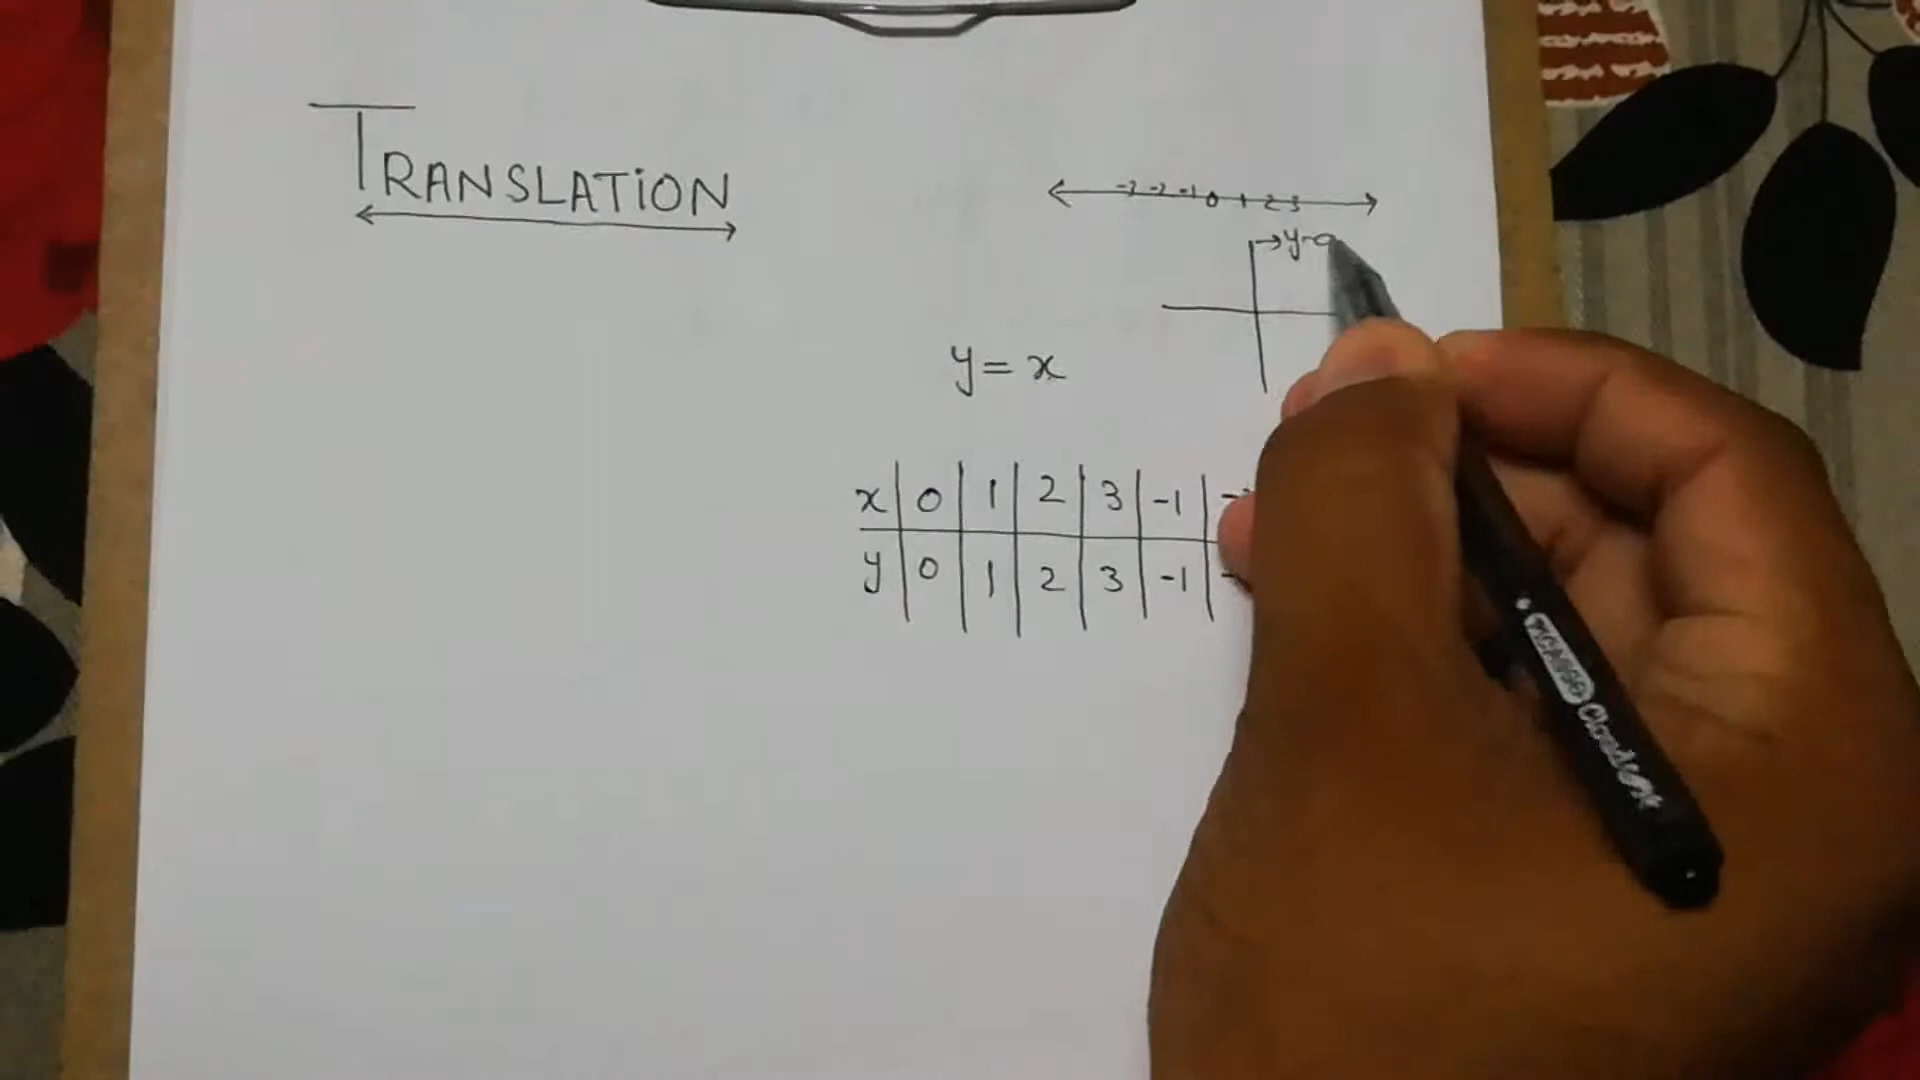 TRANSLATION
-3 -2 -1 0 1 2 3
y = x
x 0 1 2 3 -1
y 0 1 2 3 -1